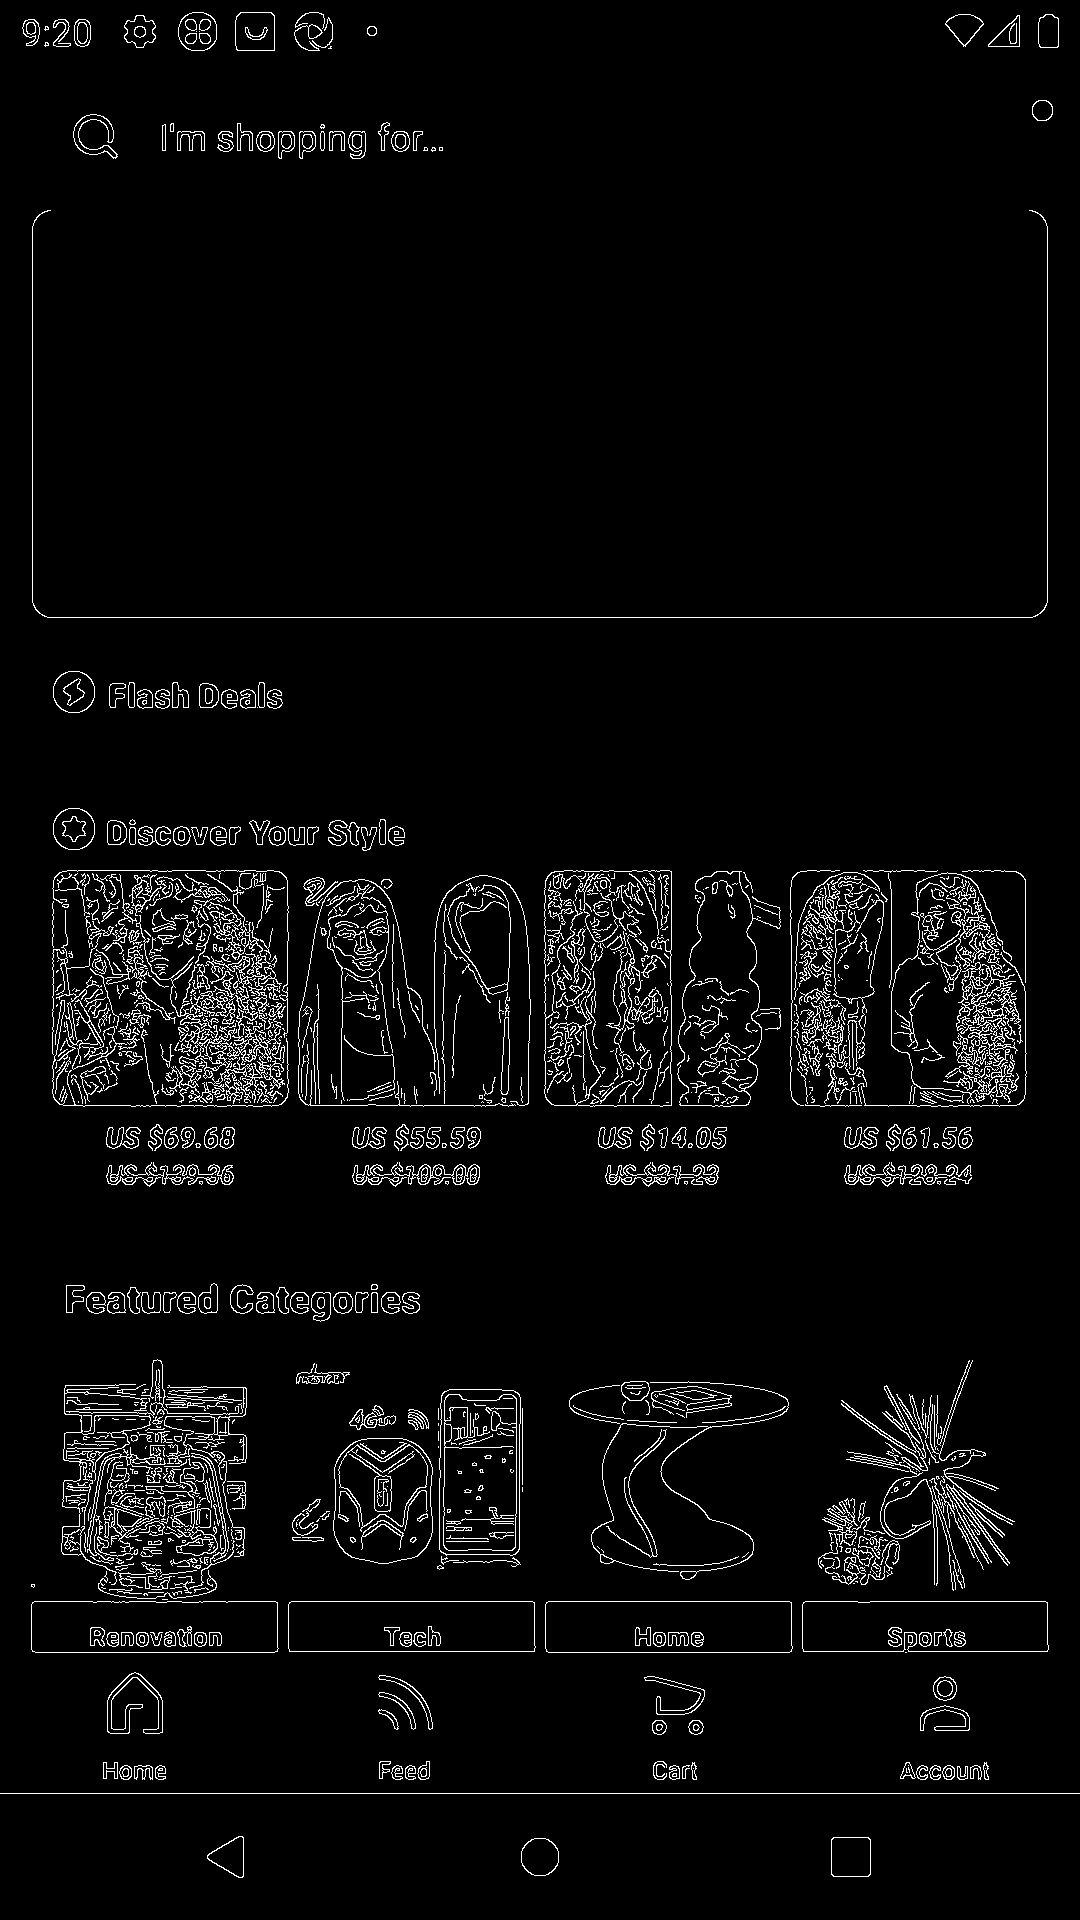 9:20
I'm shopping for...
Flash Deals
Discover Your Style
US $69.68 US $55.59 US $14.05 US $61.56
US $139.36 US $109.00 US $31.23 US $128.24
Featured Categories
4G
Renovation Tech Home Sports
Home Feed Cart Account